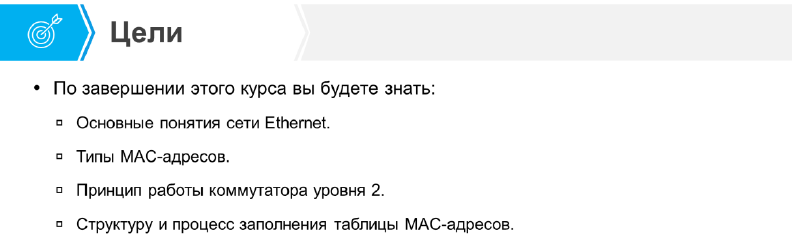 Цели
• По завершении этого курса вы будете знать:
▫ Основные понятия сети Ethernet.
▫ Типы MAC-адресов.
▫ Принцип работы коммутатора уровня 2.
▫ Структуру и процесс заполнения таблицы MAC-адресов.